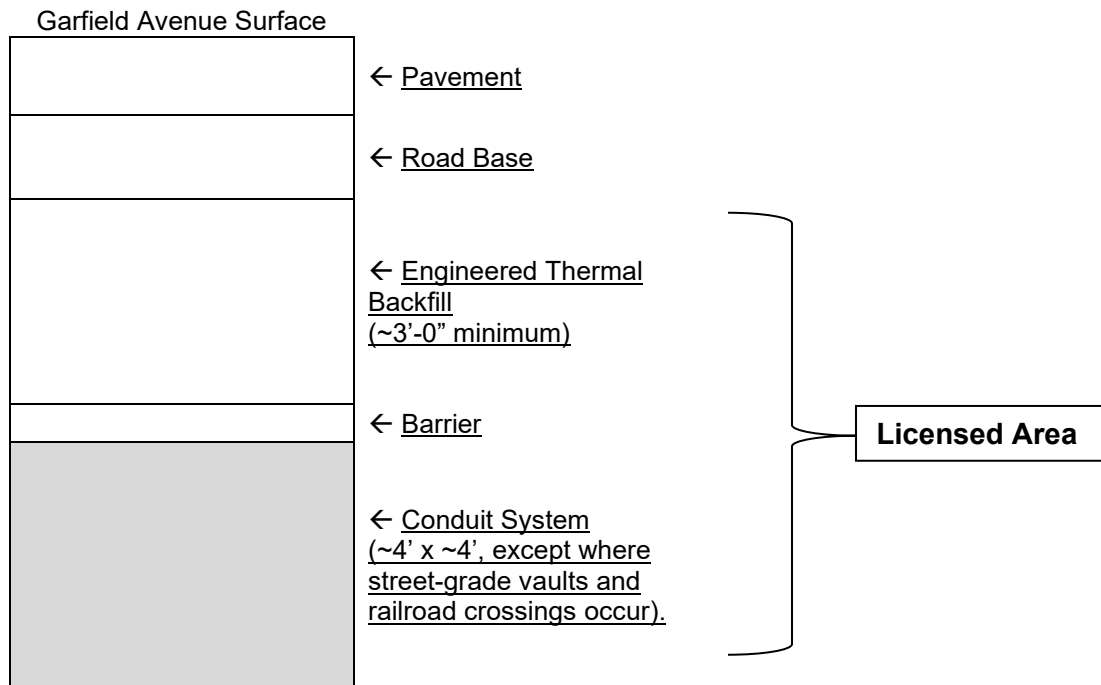 Garfield Avenue Surface
← Pavement
← Road Base
← Engineered Thermal
Backfill
(~3’-0” minimum)
← Barrier
Licensed Area
← Conduit System
(~4’ x ~4’, except where
street-grade vaults and
railroad crossings occur).